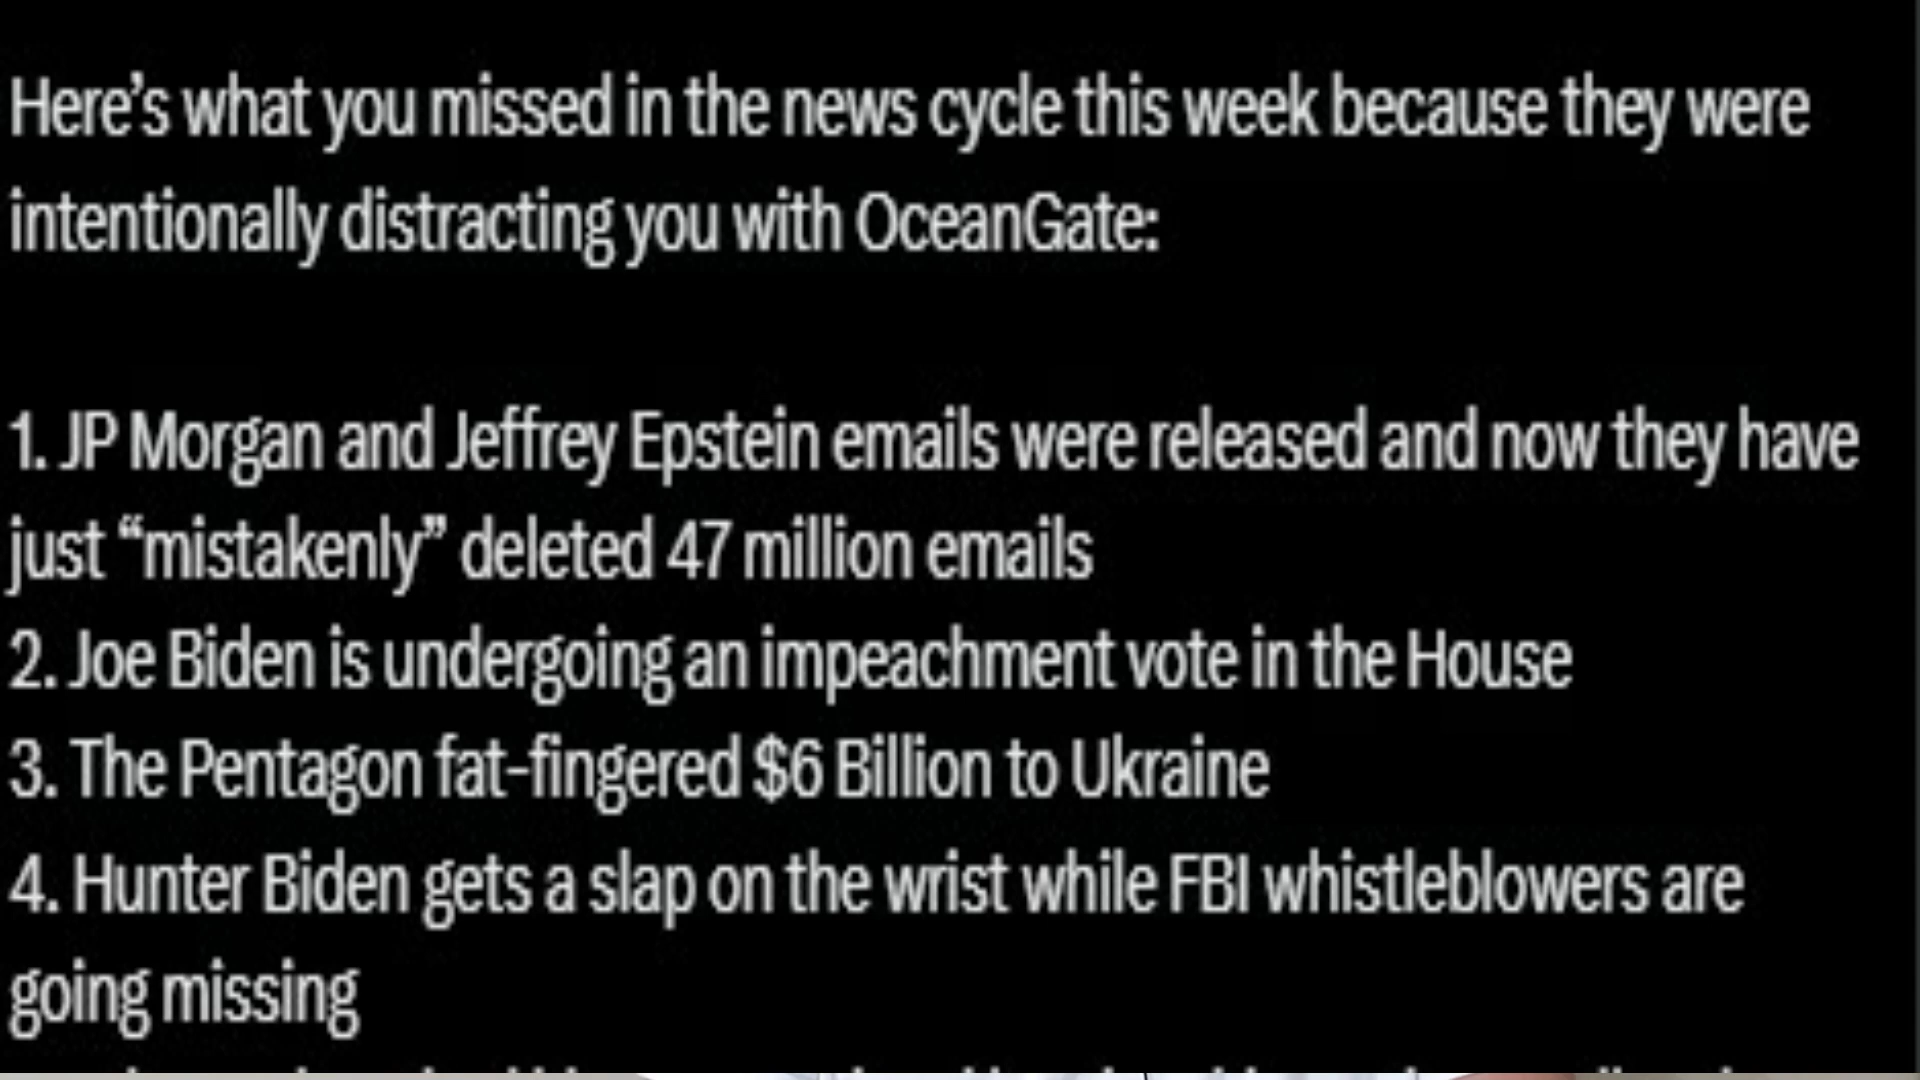 Here’s what you missed in the news cycle this week because they were
intentionally distracting you with OceanGate:
1. JP Morgan and Jeffrey Epstein emails were released and now they have
just “mistakenly” deleted 47 million emails
2. Joe Biden is undergoing an impeachment vote in the House
3. The Pentagon fat-fingered $6 Billion to Ukraine
4. Hunter Biden gets a slap on the wrist while FBI whistleblowers are
going missing